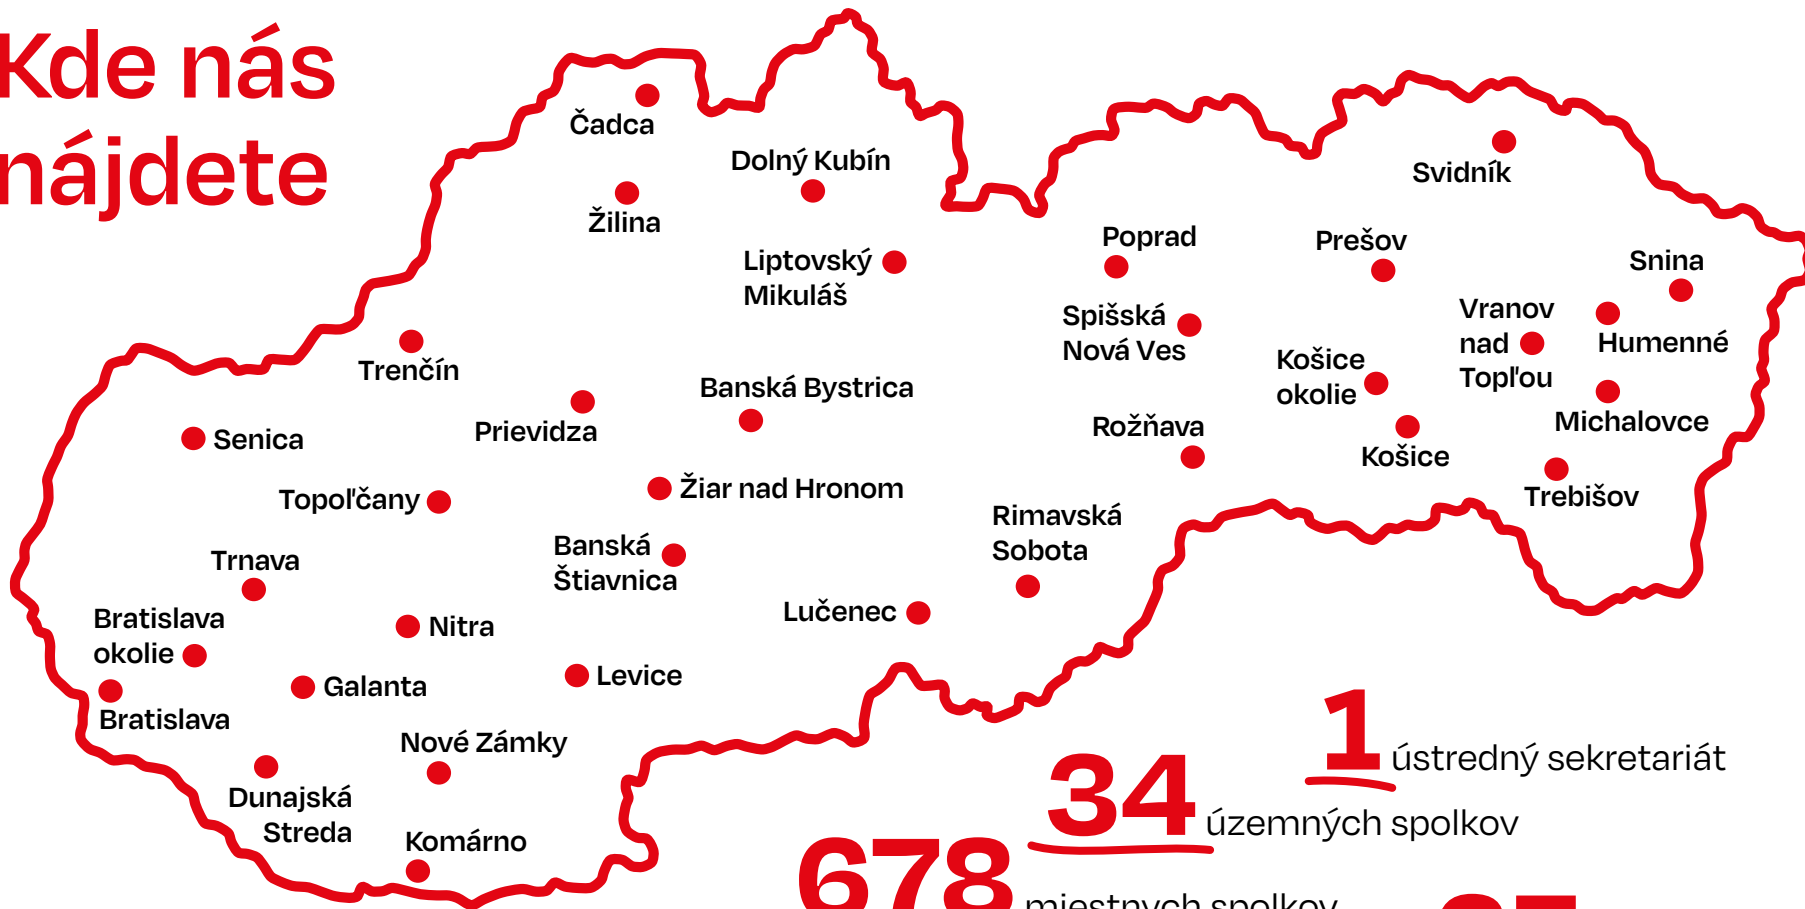 Kde nás
nájdete
Čadca
Dolný Kubín
Svidník
Žilina
Poprad
Prešov
Liptovský
Mikuláš
Snina
Spišská
Nová Ves
Vranov
nad
Topľou
Humenné
Trenčín
Košice
okolie
Banská Bystrica
Prievidza
Senica
Rožňava
Michalovce
Košice
Topoľčany
Žiar nad Hronom
Trebišov
Rimavská
Sobota
Banská
Štiavnica
Trnava
Bratislava
okolie
Nitra
Lučenec
Galanta
Levice
Bratislava
Nové Zámky
Dunajská
Streda
Komárno
1 ústredný sekretariát
34 územných spolkov
678 miestnych spolkov